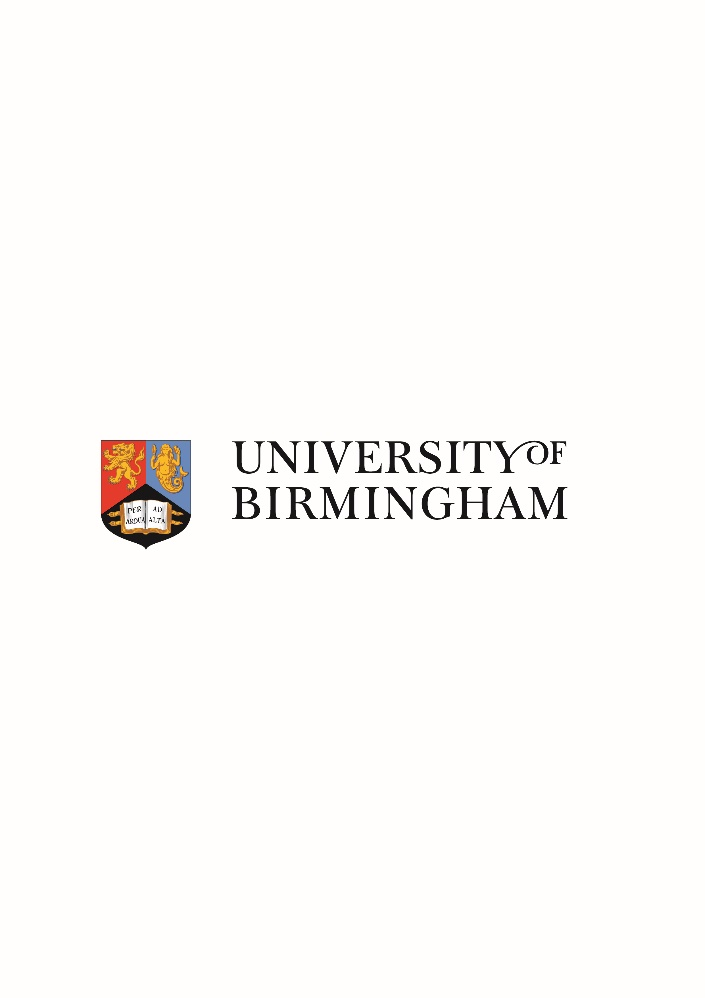 UNIVERSITY OF
BIRMINGHAM
PER AD
ARDUA ALTA